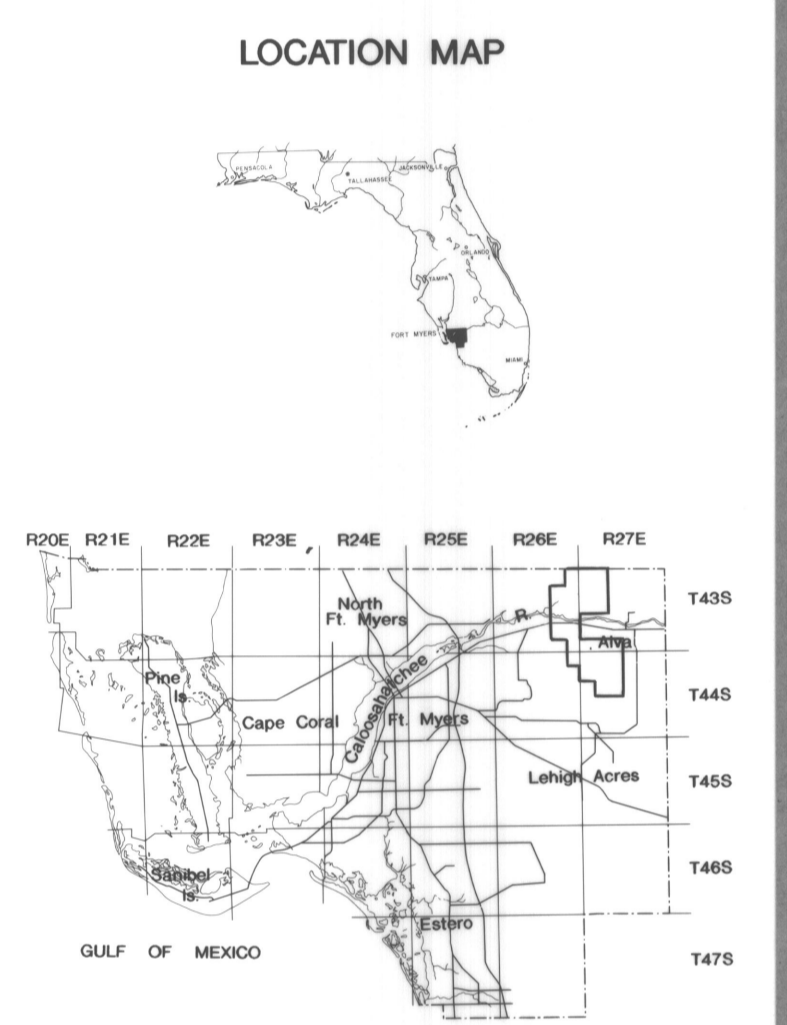 LOCATION MAP
PENSACOLA
TALLAHASSEE
JACKSONVILLE
ORLANDO
TAMPA
FORT MYERS
MIAMI
R20E R21E R22E R23E R24E R25E R26E R27E
T43S
North
Ft. Myers
R.
Alva
Pine
Is.
T44S
Caloosahatchee
Cape Coral
Ft. Myers
Lehigh Acres
T45S
Sanibel
Is.
T46S
Estero
GULF OF MEXICO
T47S